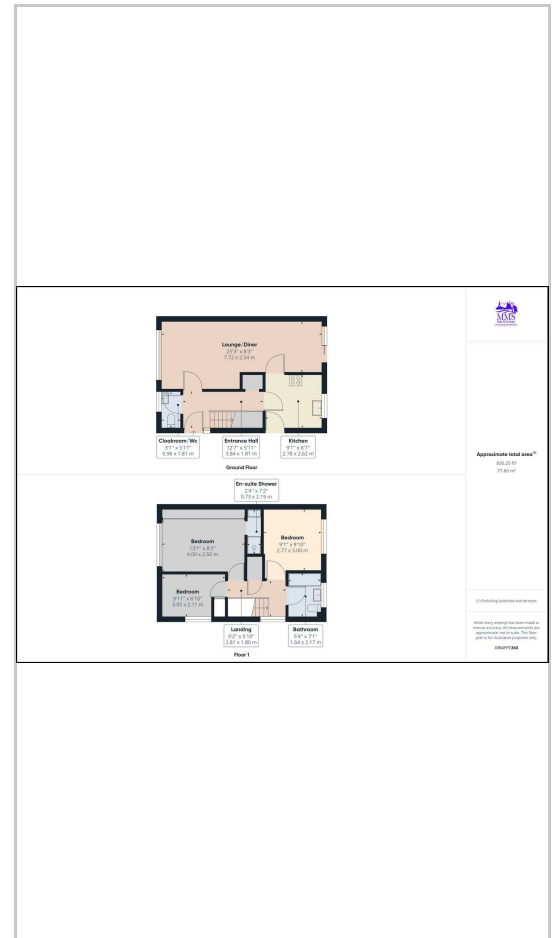 Lounge/Diner
25'3" x 8'3"
7.72 x 2.54 m
Cloakroom/Wc
3'1" x 5'11"
0.96 x 1.81 m
Entrance Hall
12'7" x 5'11"
3.84 x 1.81 m
Kitchen
9'1" x 8'7"
2.78 x 2.62 m
Ground Floor
En-suite Shower
2'4" x 7'2"
0.73 x 2.19 m
Bedroom
13'1" x 8'2"
4.00 x 2.50 m
Bedroom
9'1" x 9'10"
2.77 x 3.00 m
Bedroom
9'11" x 6'10"
3.05 x 2.11 m
Landing
9'2" x 5'10"
2.81 x 1.80 m
Bathroom
5'4" x 7'1"
1.64 x 2.17 m
Floor 1
MMS
Approximate total area(1)
835.25 ft²
77.60 m²
(1) Excluding balconies and terraces
While every attempt has been made to
ensure accuracy, all measurements are
approximate, not to scale. This floor
plan is for illustrative purposes only.
GIRAFFE360